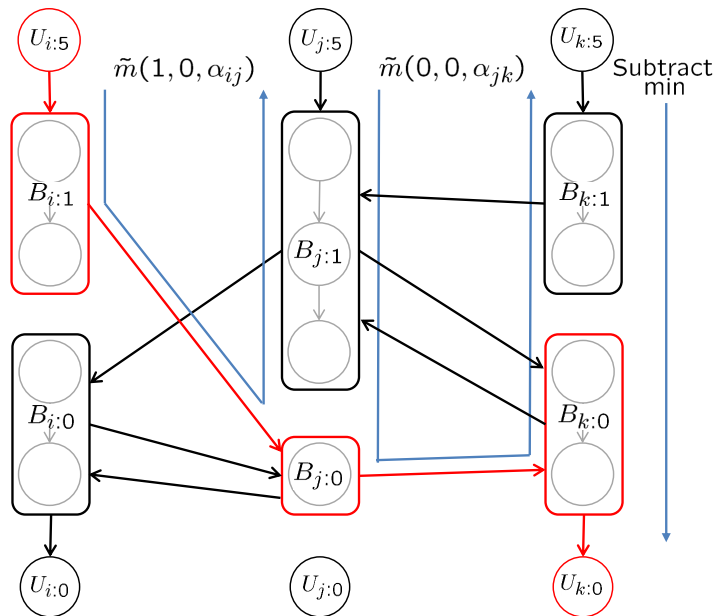 U_{i:5}
U_{j:5}
U_{k:5}
m̃(1, 0, α_{ij})
m̃(0, 0, α_{jk})
Subtract
min
B_{i:1}
B_{j:1}
B_{k:1}
B_{i:0}
B_{j:0}
B_{k:0}
U_{i:0}
U_{j:0}
U_{k:0}